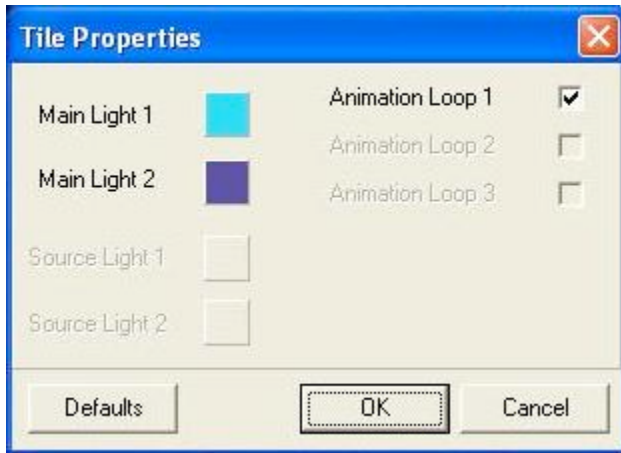 Tile Properties
Main Light 1
Main Light 2
Source Light 1
Source Light 2
Animation Loop 1
Animation Loop 2
Animation Loop 3
Defaults
OK
Cancel